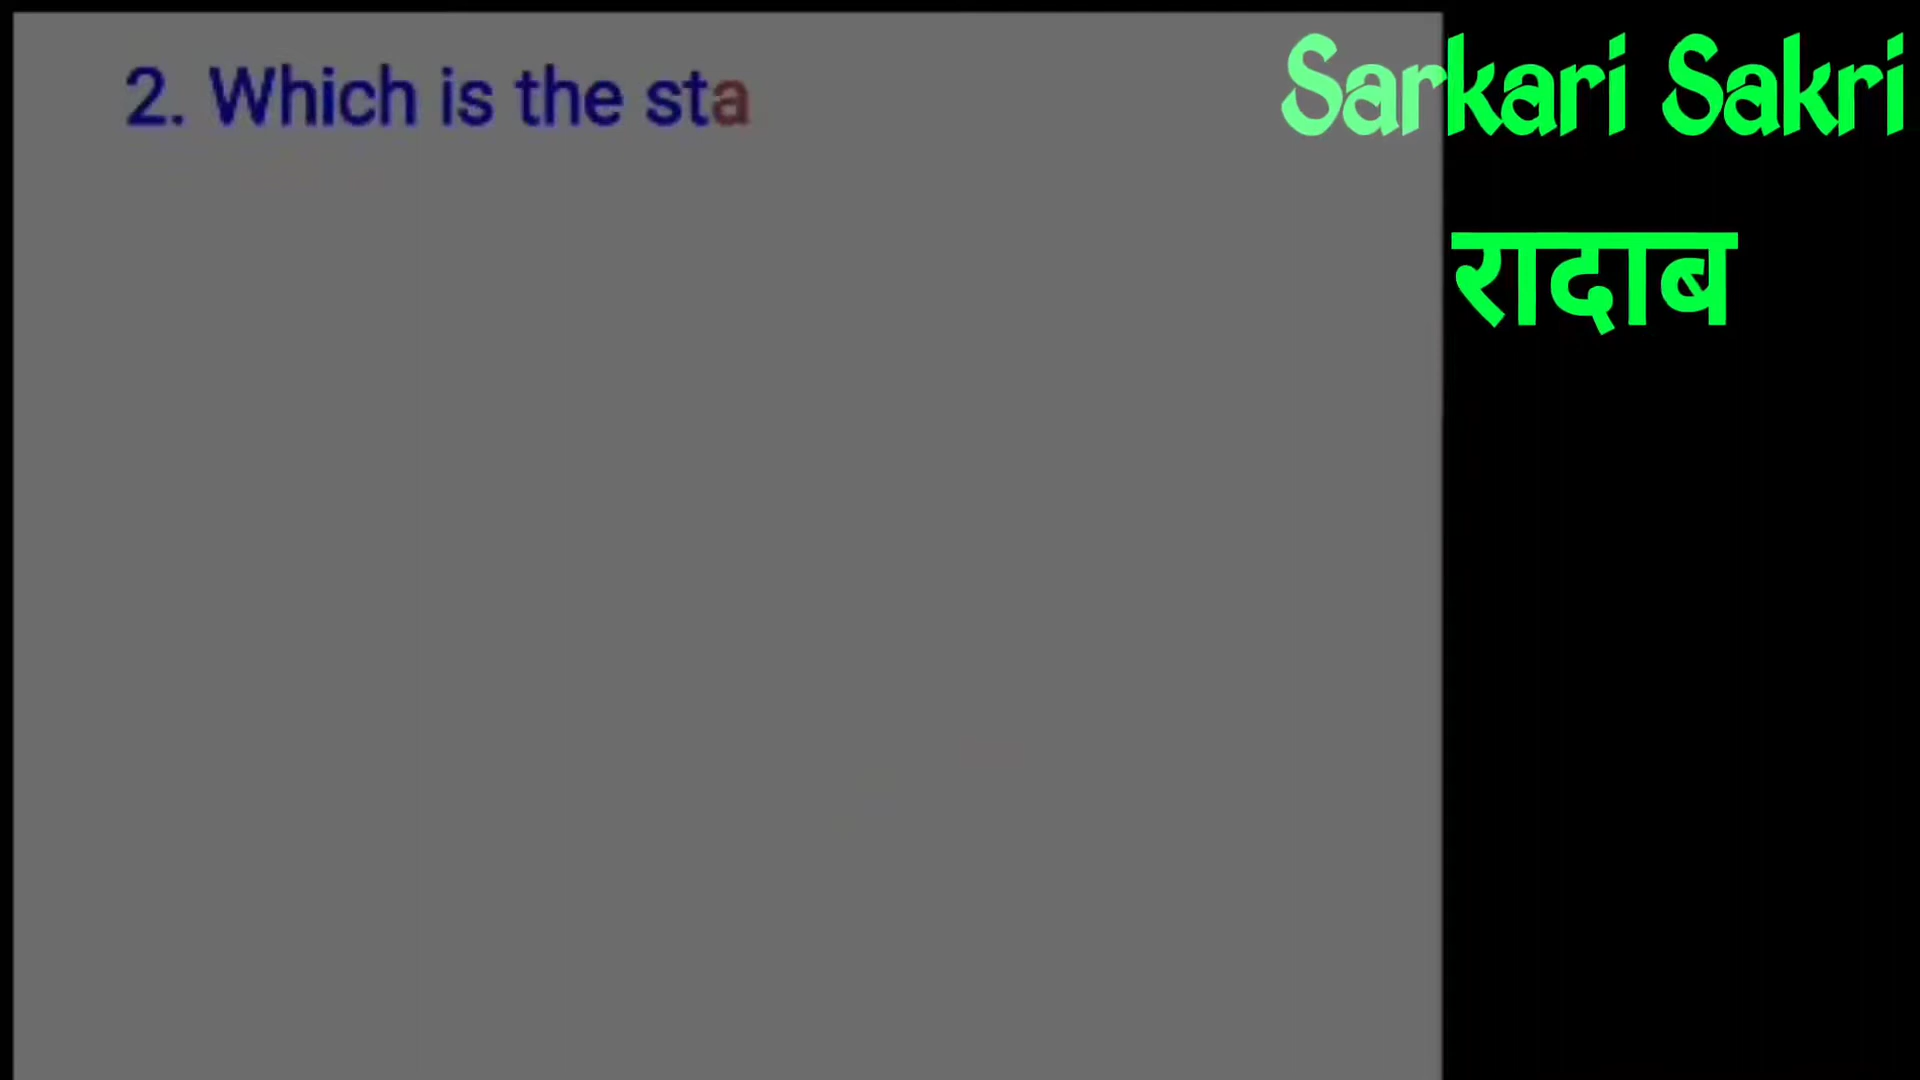 2. Which is the sta
Sarkari Sakri
रादाब